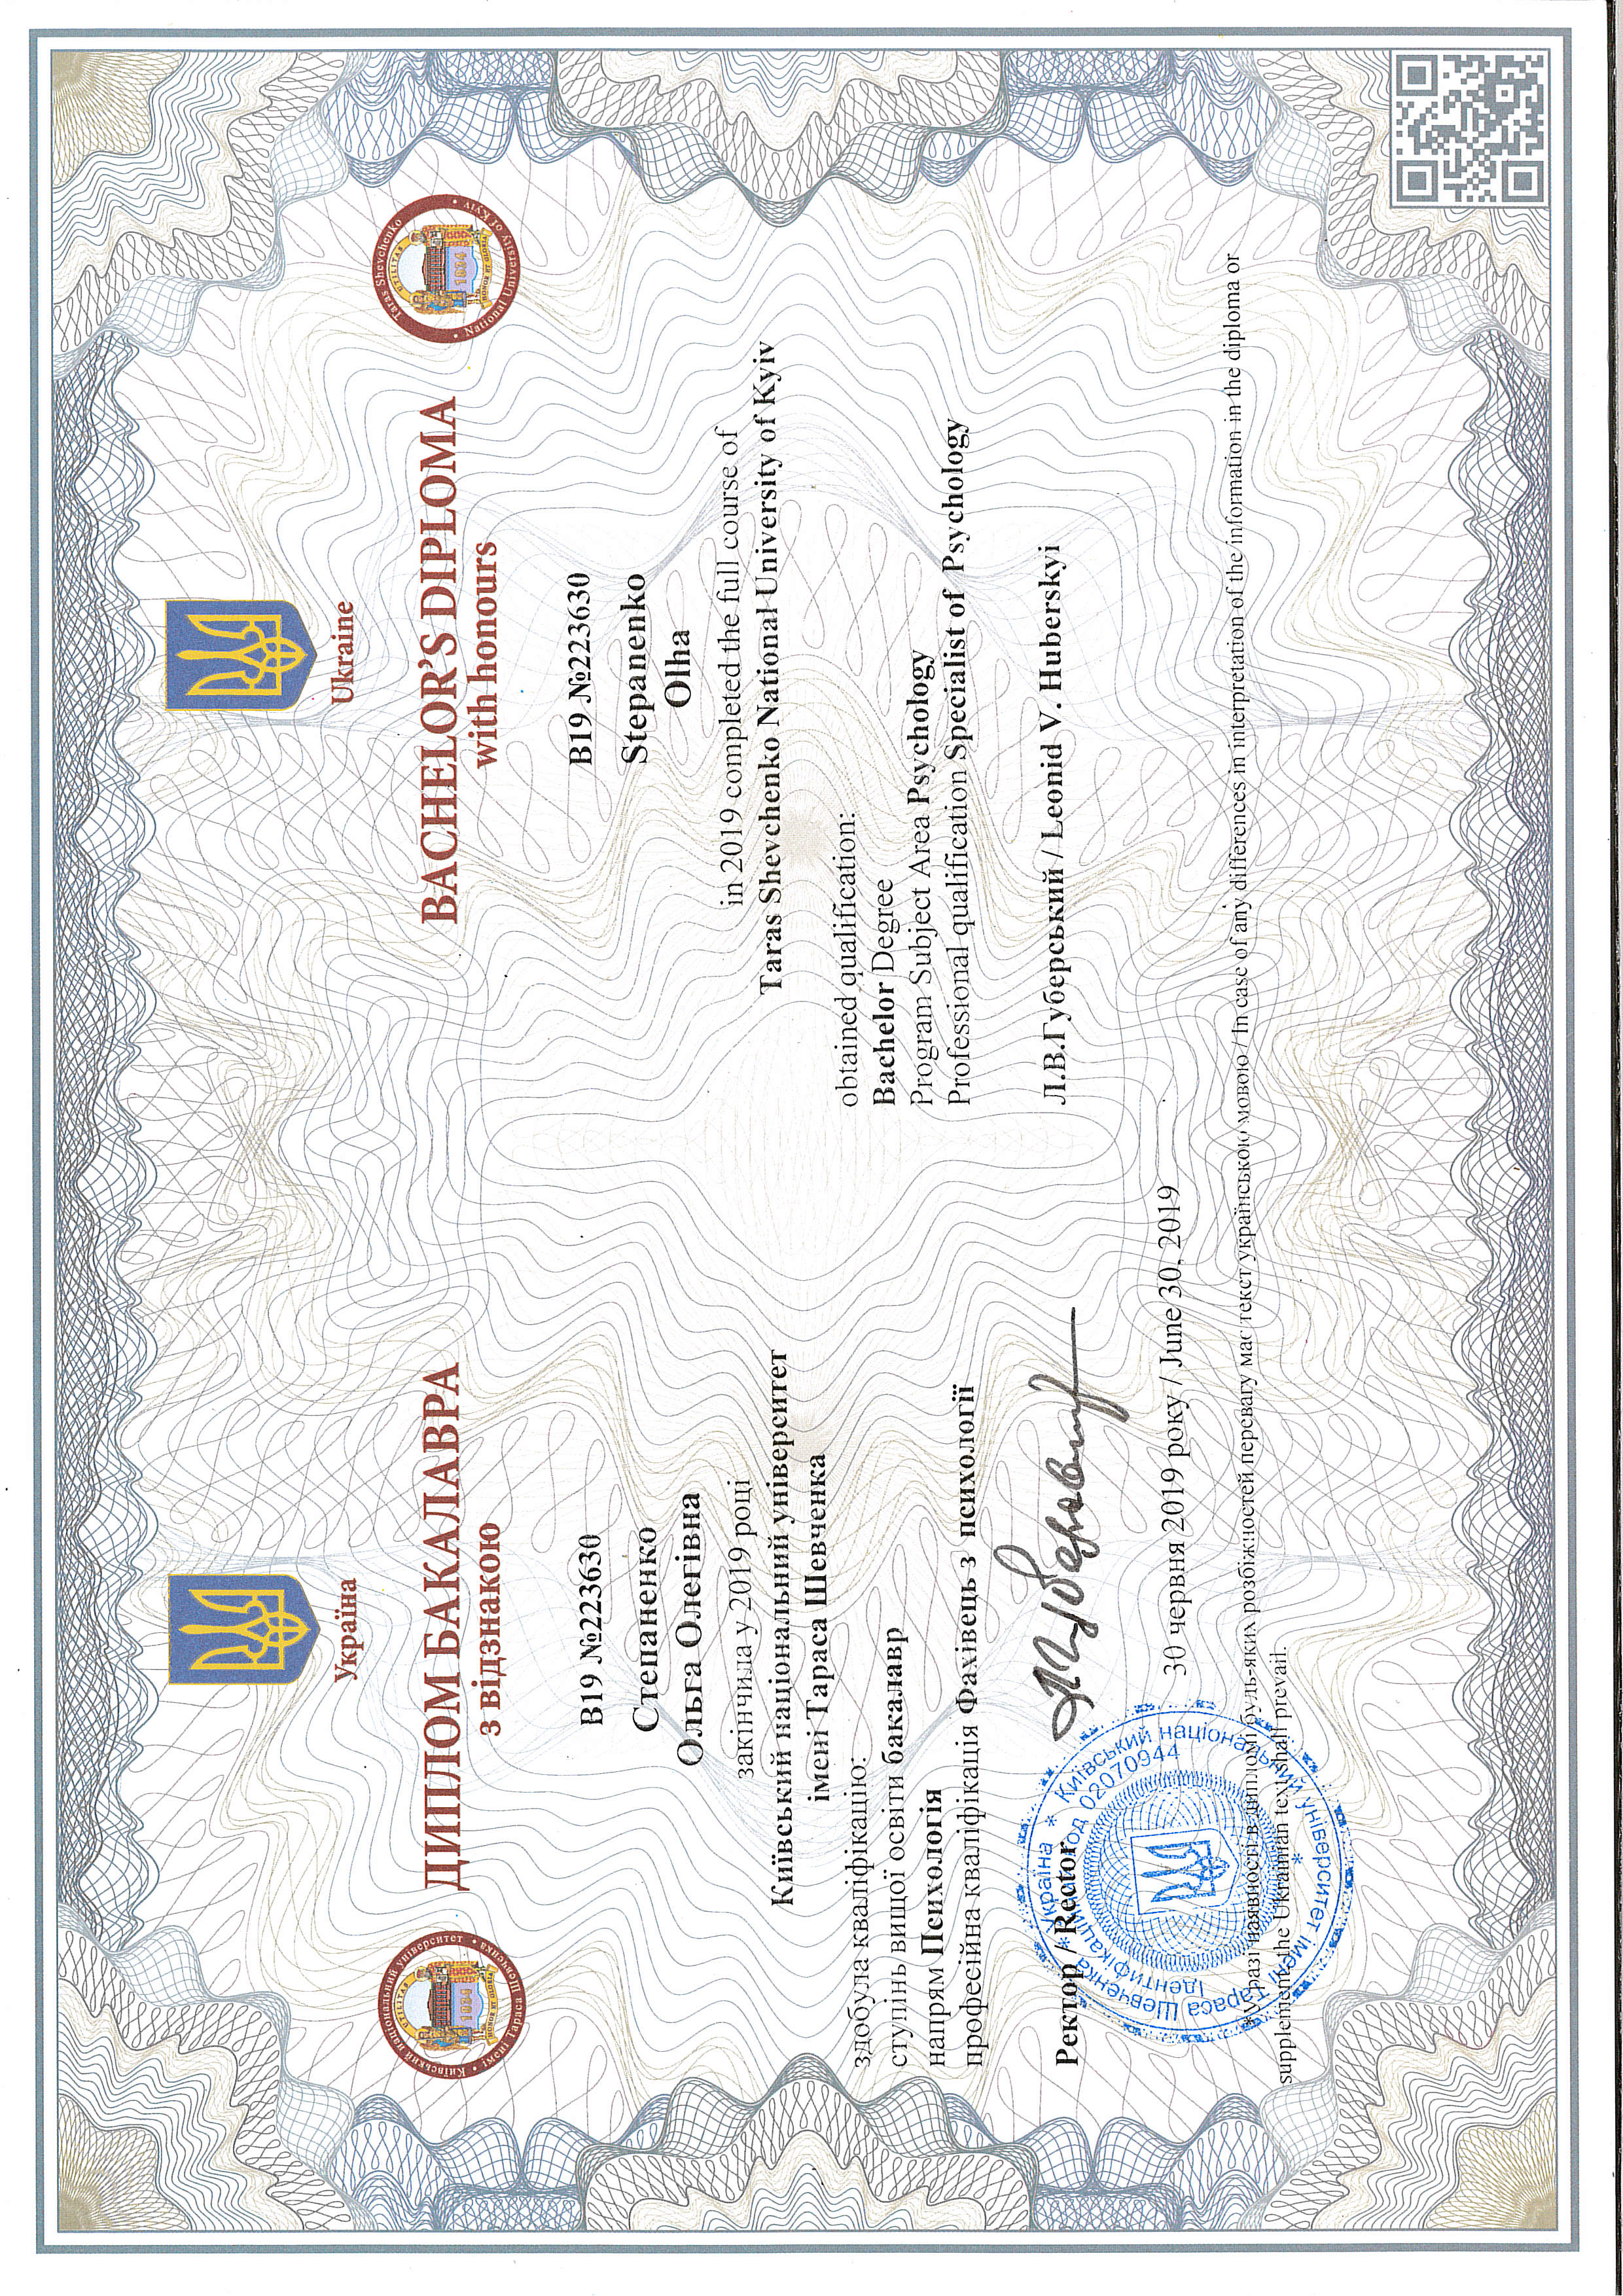 Україна
ДИПЛОМ БАКАЛАВРА
з відзнакою
Київський національний університет імені Тараса Шевченка
UTILITAS
1834
HONOR ET GLORIA
B19 №223630
Степаненко
Ольга Олегівна
закінчила у 2019 році
Київський національний університет
імені Тараса Шевченка
здобула кваліфікацію:
ступінь вищої освіти бакалавр
напрям Психологія
професійна кваліфікація Фахівець з психології
Ukraine
BACHELOR'S DIPLOMA
with honours
Taras Shevchenko National University of Kyiv
UTILITAS
1834
HONOR ET GLORIA
B19 №223630
Stepanenko
Olha
in 2019 completed the full course of
Taras Shevchenko National University of Kyiv
obtained qualification:
Bachelor Degree
Program Subject Area Psychology
Professional qualification Specialist of Psychology
Ректор / Rector
Л.В.Губерський / Leonid V. Huberskyi
Україна * Київський національний університет імені Тараса Шевченка *
Ідентифікаційний код 02070944
30 червня 2019 року / June 30, 2019
*У разі наявності в дипломі будь-яких розбіжностей перевагу має текст українською мовою / In case of any differences in interpretation of the information in the diploma or
supplement, the Ukrainian text shall prevail.